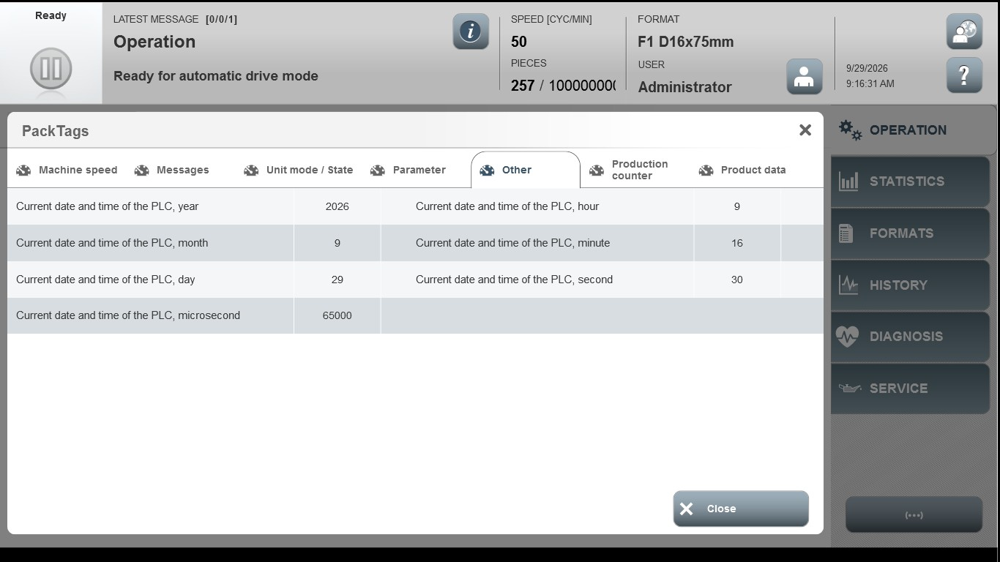 Ready
LATEST MESSAGE [0/0/1]
Operation
Ready for automatic drive mode
i
SPEED [CYC/MIN]
50
PIECES
257 / 10000000
FORMAT
F1 D16x75mm
USER
Administrator
9/29/2026
9:16:31 AM
?
PackTags
Machine speed
Messages
Unit mode / State
Parameter
Other
Production
counter
Product data
Current date and time of the PLC, year 2026
Current date and time of the PLC, hour 9
Current date and time of the PLC, month 9
Current date and time of the PLC, minute 16
Current date and time of the PLC, day 29
Current date and time of the PLC, second 30
Current date and time of the PLC, microsecond 65000
Close
OPERATION
STATISTICS
FORMATS
HISTORY
DIAGNOSIS
SERVICE
(•••)